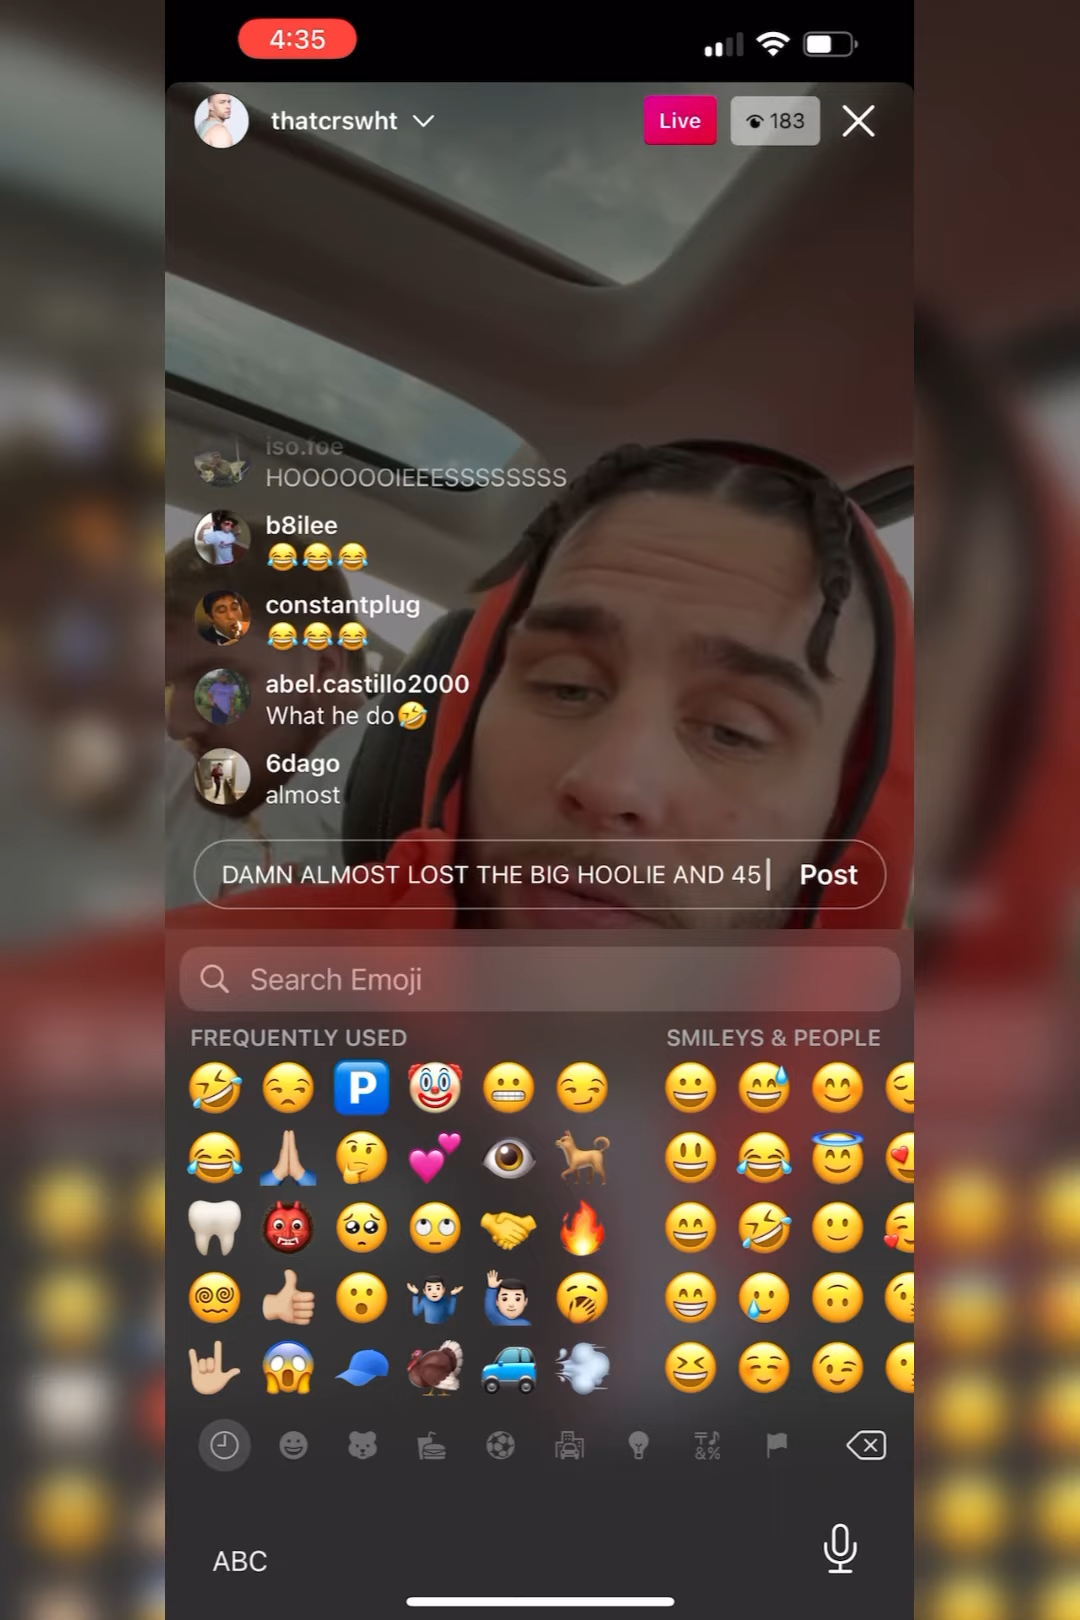 4:35
thatcrswht
Live
183
iso.foe
HOOOOOOIEEESSSSSSSS
b8ilee
😂😂😂
constantplug
😂😂😂
abel.castillo2000
What he do🤣
6dago
almost
DAMN ALMOST LOST THE BIG HOOLIE AND 45
Post
Search Emoji
FREQUENTLY USED
SMILEYS & PEOPLE
ABC